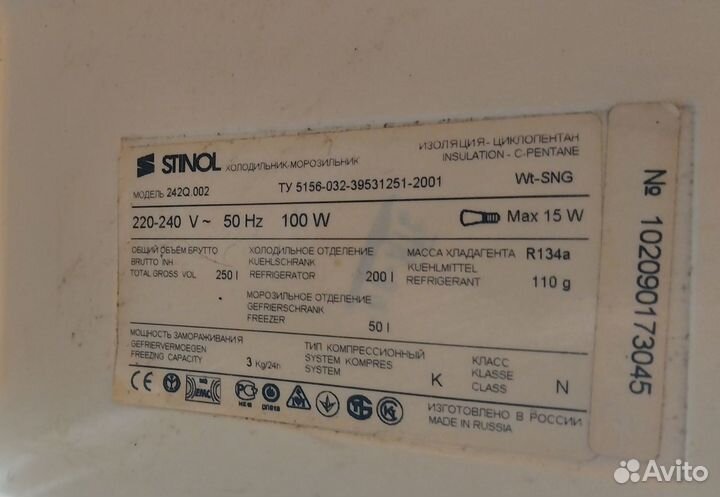 STINOL ХОЛОДИЛЬНИК-МОРОЗИЛЬНИК
ИЗОЛЯЦИЯ- ЦИКЛОПЕНТАН
INSULATION - C-PENTANE
МОДЕЛЬ 242Q.002
ТУ 5156-032-39531251-2001
Wt-SNG
220-240 V ~ 50 Hz 100 W
Max 15 W
ОБЩИЙ ОБЪЁМ БРУТТО
BRUTTO INH
TOTAL GROSS VOL 250 l
ХОЛОДИЛЬНОЕ ОТДЕЛЕНИЕ
KUEHLSCHRANK
REFRIGERATOR 200 l
МОРОЗИЛЬНОЕ ОТДЕЛЕНИЕ
GEFRIERSCHRANK
FREEZER 50 l
МАССА ХЛАДАГЕНТА R134a
KUEHLMITTEL
REFRIGERANT 110 g
МОЩНОСТЬ ЗАМОРАЖИВАНИЯ
GEFRIERVERMOEGEN
FREEZING CAPACITY 3 Kg/24h
ТИП КОМПРЕССИОННЫЙ
SYSTEM KOMPRES
SYSTEM K
КЛАСС
KLASSE
CLASS N
CE
EMC
ИЗГОТОВЛЕНО В РОССИИ
MADE IN RUSSIA
№ 102090173045
Avito